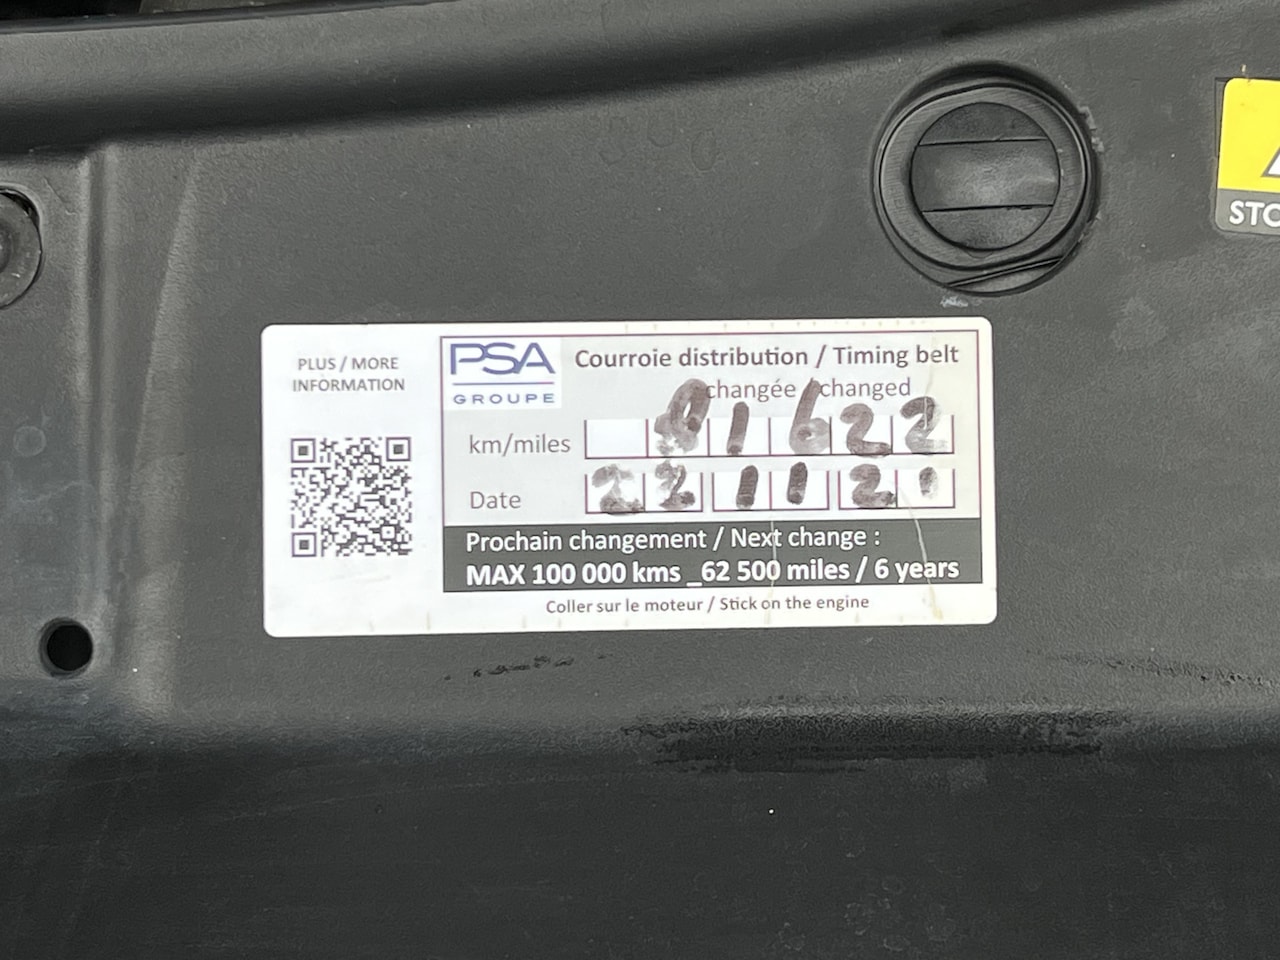 PLUS / MORE
INFORMATION
PSA
GROUPE
Courroie distribution / Timing belt
changée / changed
km/miles 81622
Date 22 11 21
Prochain changement / Next change :
MAX 100 000 kms _62 500 miles / 6 years
Coller sur le moteur / Stick on the engine